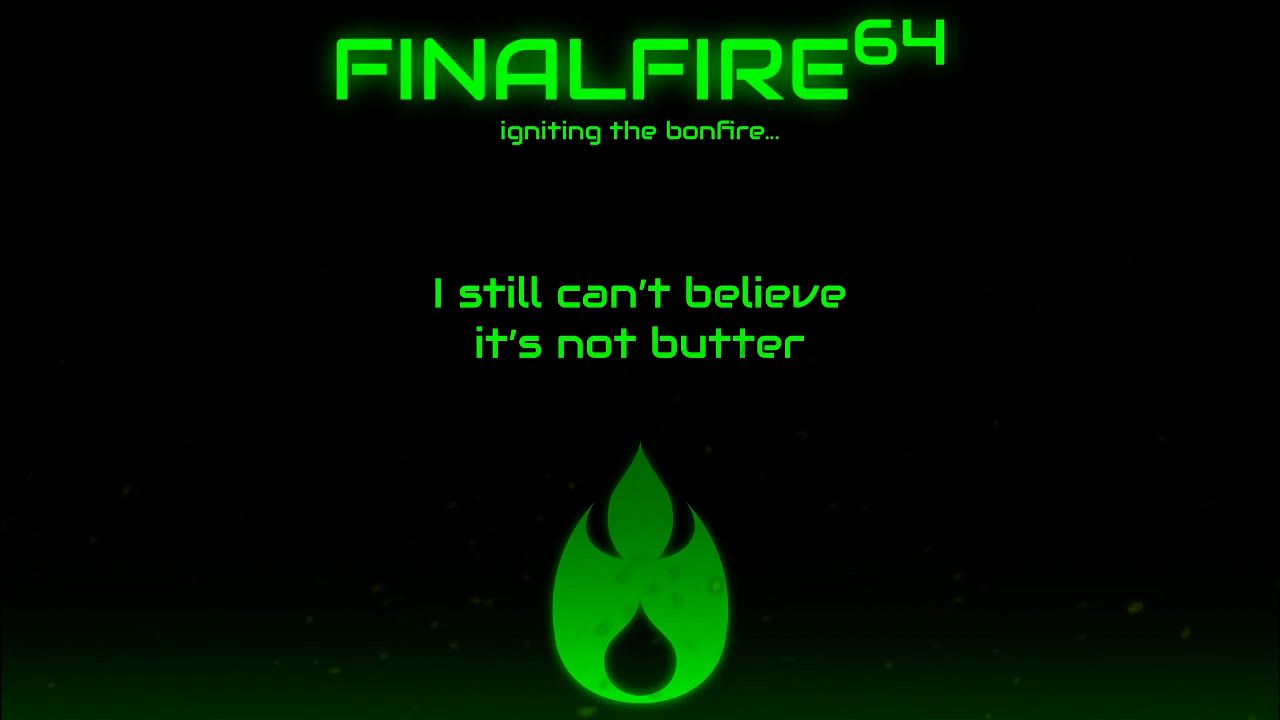 FINALFIRE64
igniting the bonfire...
I still can't believe
it's not butter